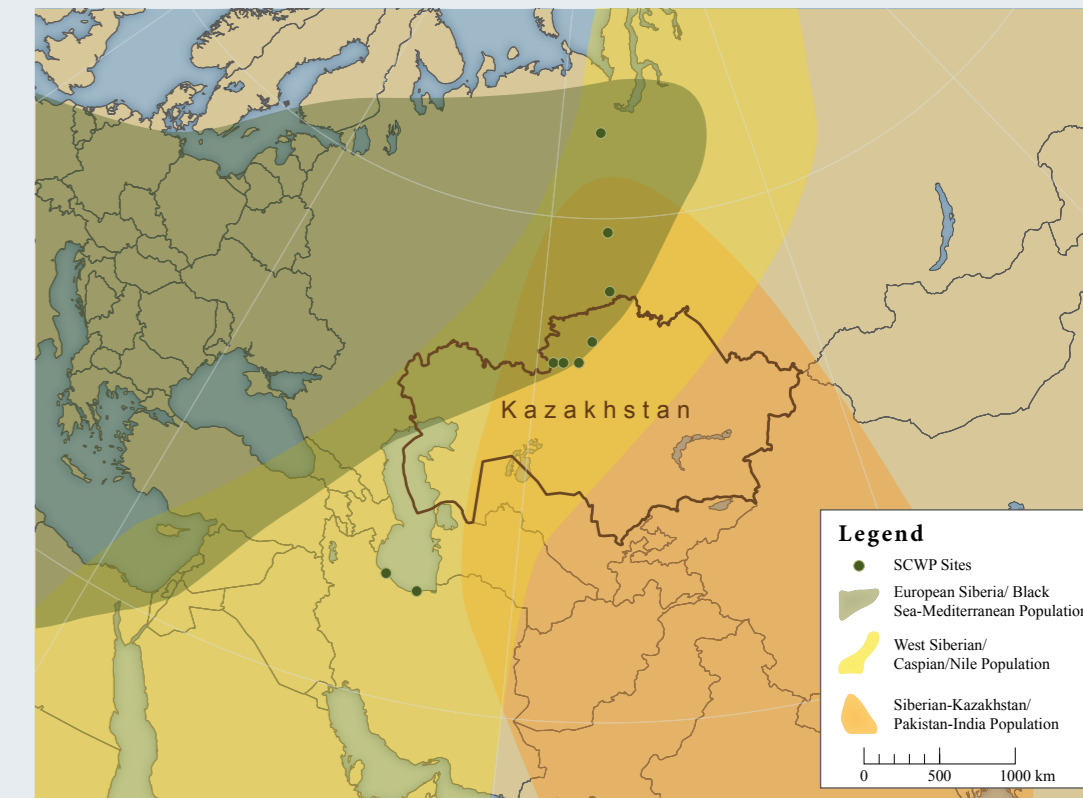 Kazakhstan
Legend
SCWP Sites
European Siberia/ Black
Sea-Mediterranean Population
West Siberian/
Caspian/Nile Population
Siberian-Kazakhstan/
Pakistan-India Population
0 500 1000 km